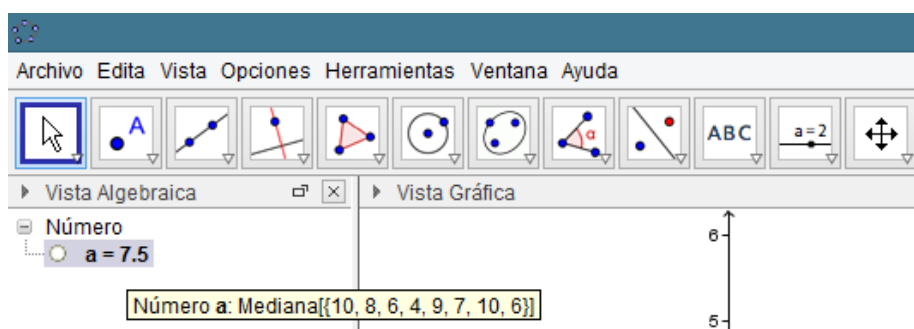 Archivo Edita Vista Opciones Herramientas Ventana Ayuda
A α ABC a=2
Vista Algebraica Vista Gráfica
Número
a = 7.5
6
Número a: Mediana[{10, 8, 6, 4, 9, 7, 10, 6}]
5